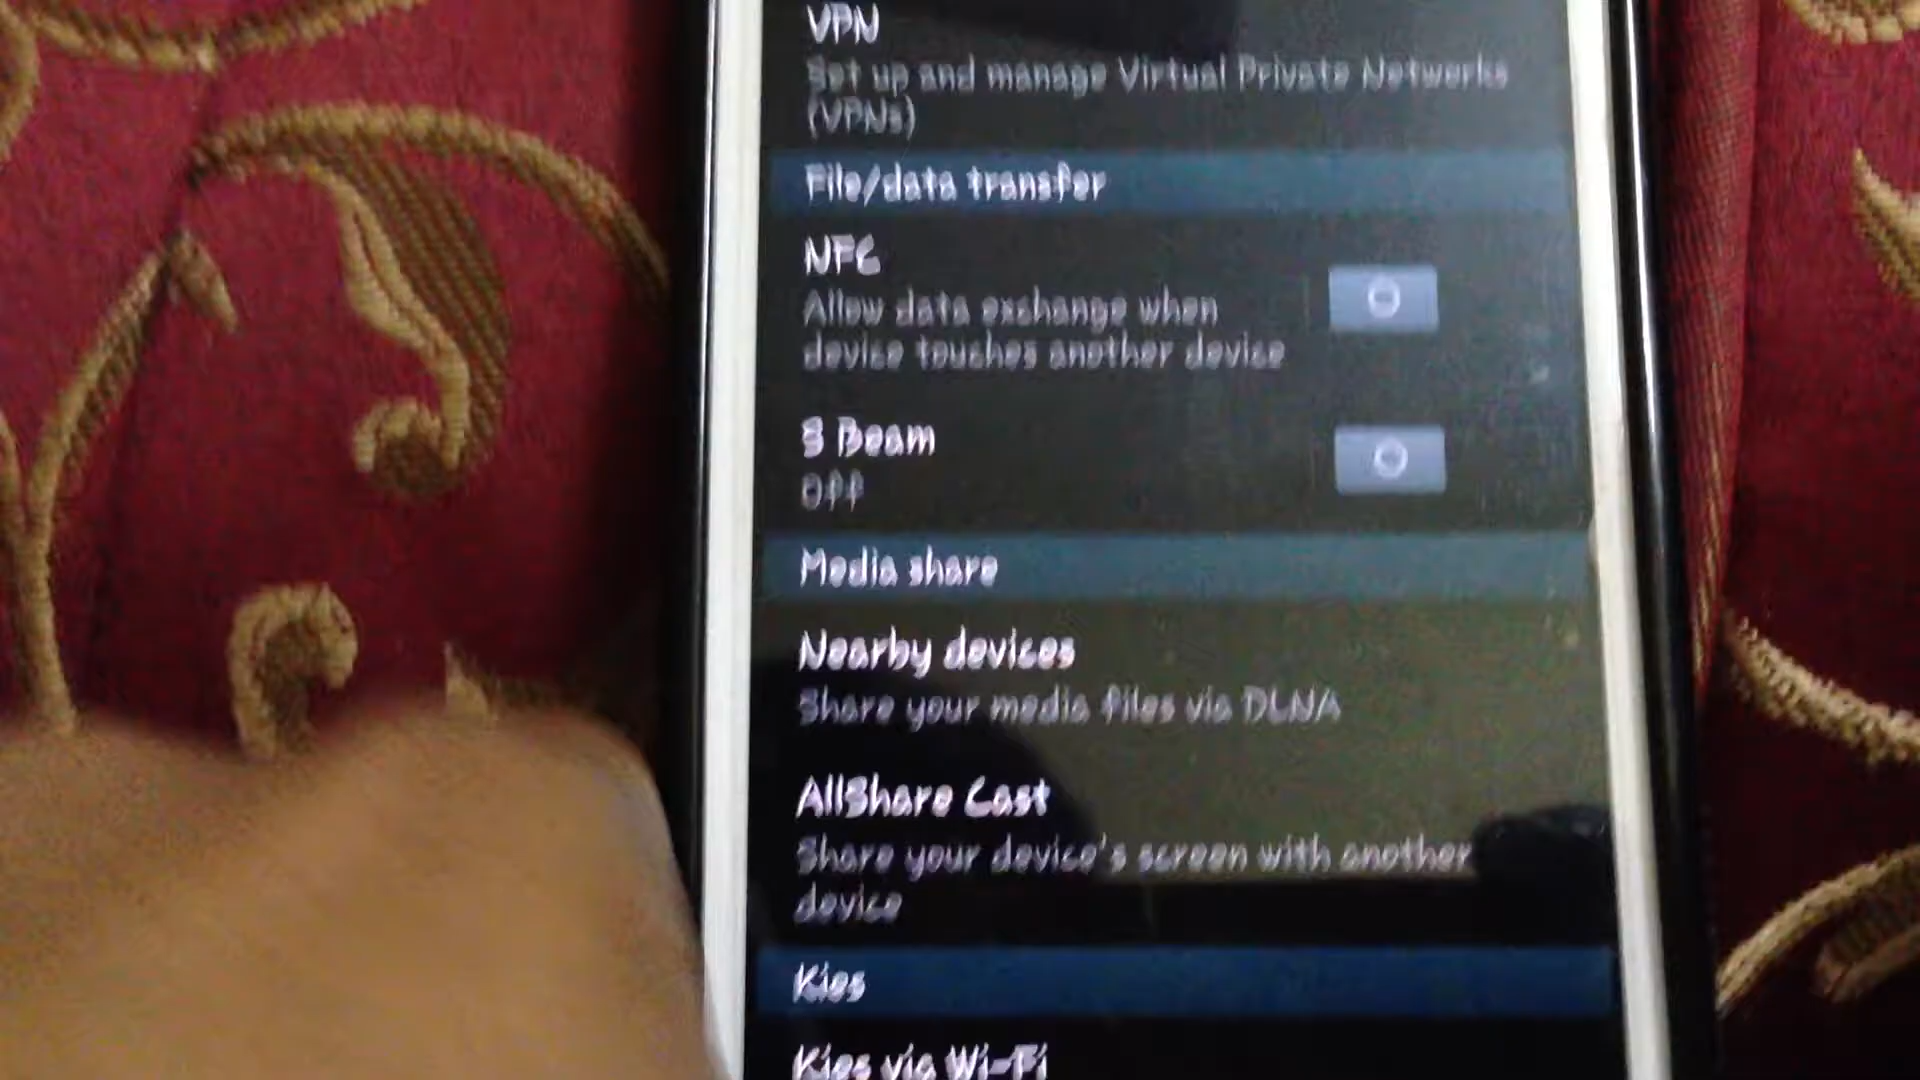 VPN
Set up and manage Virtual Private Networks
(VPNs)
File/data transfer
NFC
Allow data exchange when
device touches another device
S Beam
Off
Media share
Nearby devices
Share your media files via DLNA
AllShare Cast
Share your device's screen with another
device
Kies
Kies via Wi-Fi